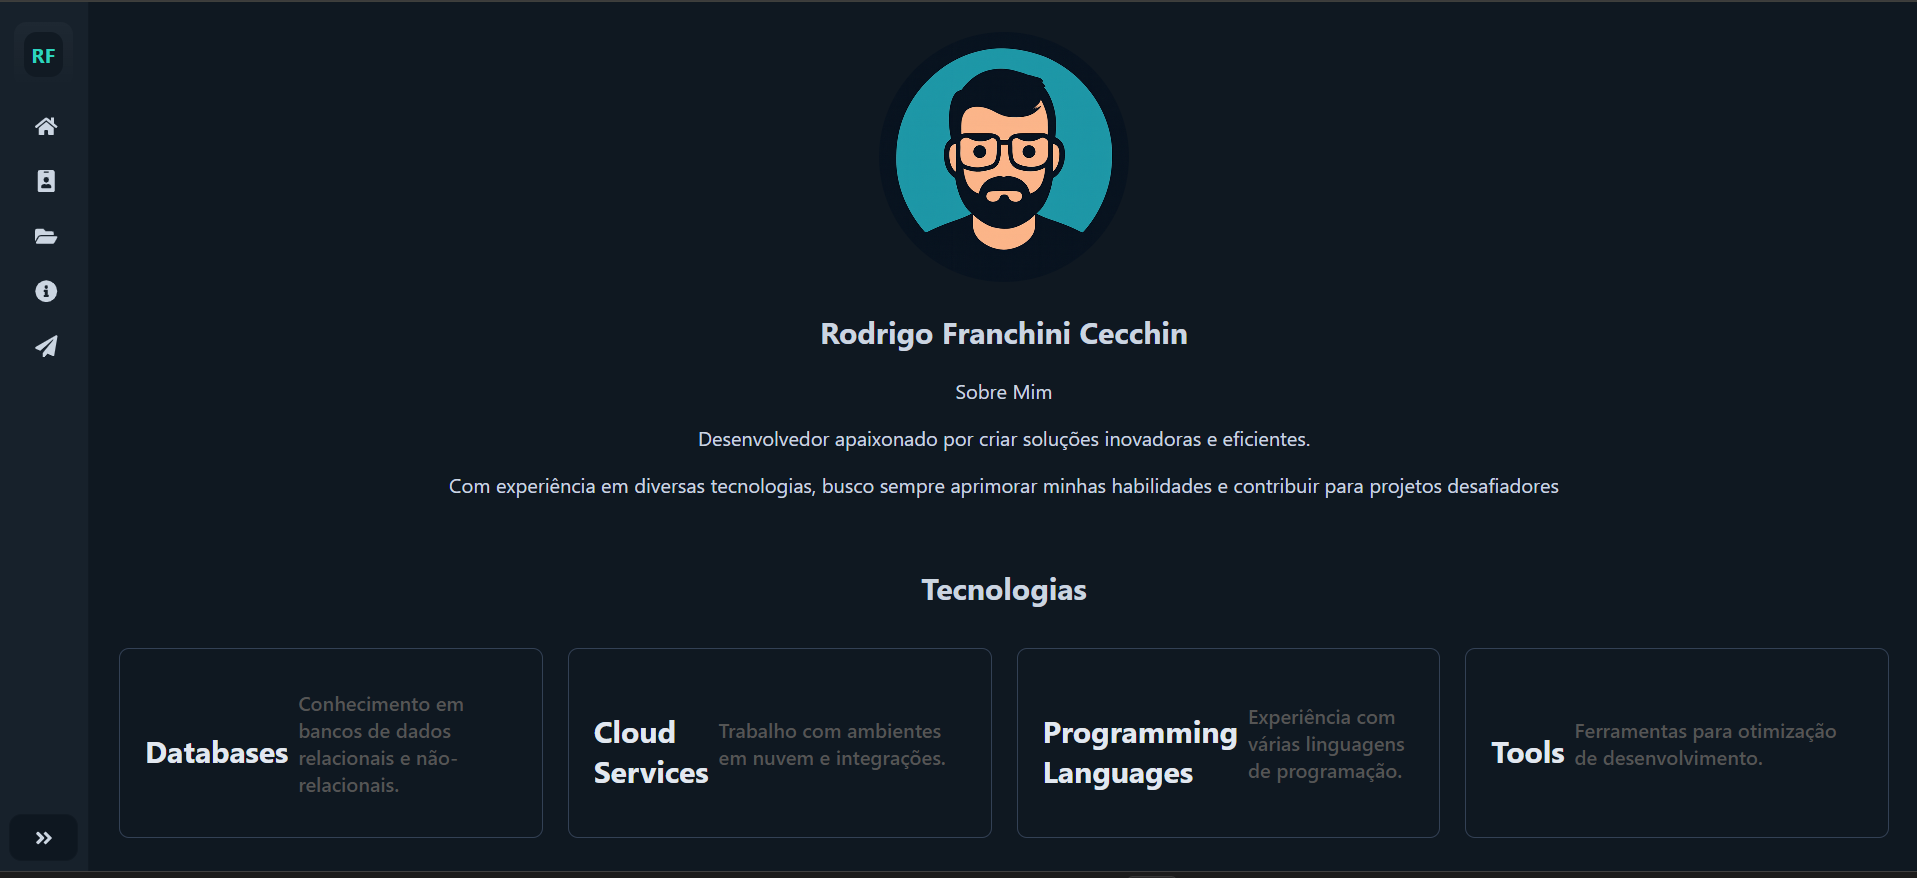 RF
Rodrigo Franchini Cecchin
Sobre Mim
Desenvolvedor apaixonado por criar soluções inovadoras e eficientes.
Com experiência em diversas tecnologias, busco sempre aprimorar minhas habilidades e contribuir para projetos desafiadores
Tecnologias
Databases
Conhecimento em
bancos de dados
relacionais e não-
relacionais.
Cloud
Services
Trabalho com ambientes
em nuvem e integrações.
Programming
Languages
Experiência com
várias linguagens
de programação.
Tools
Ferramentas para otimização
de desenvolvimento.